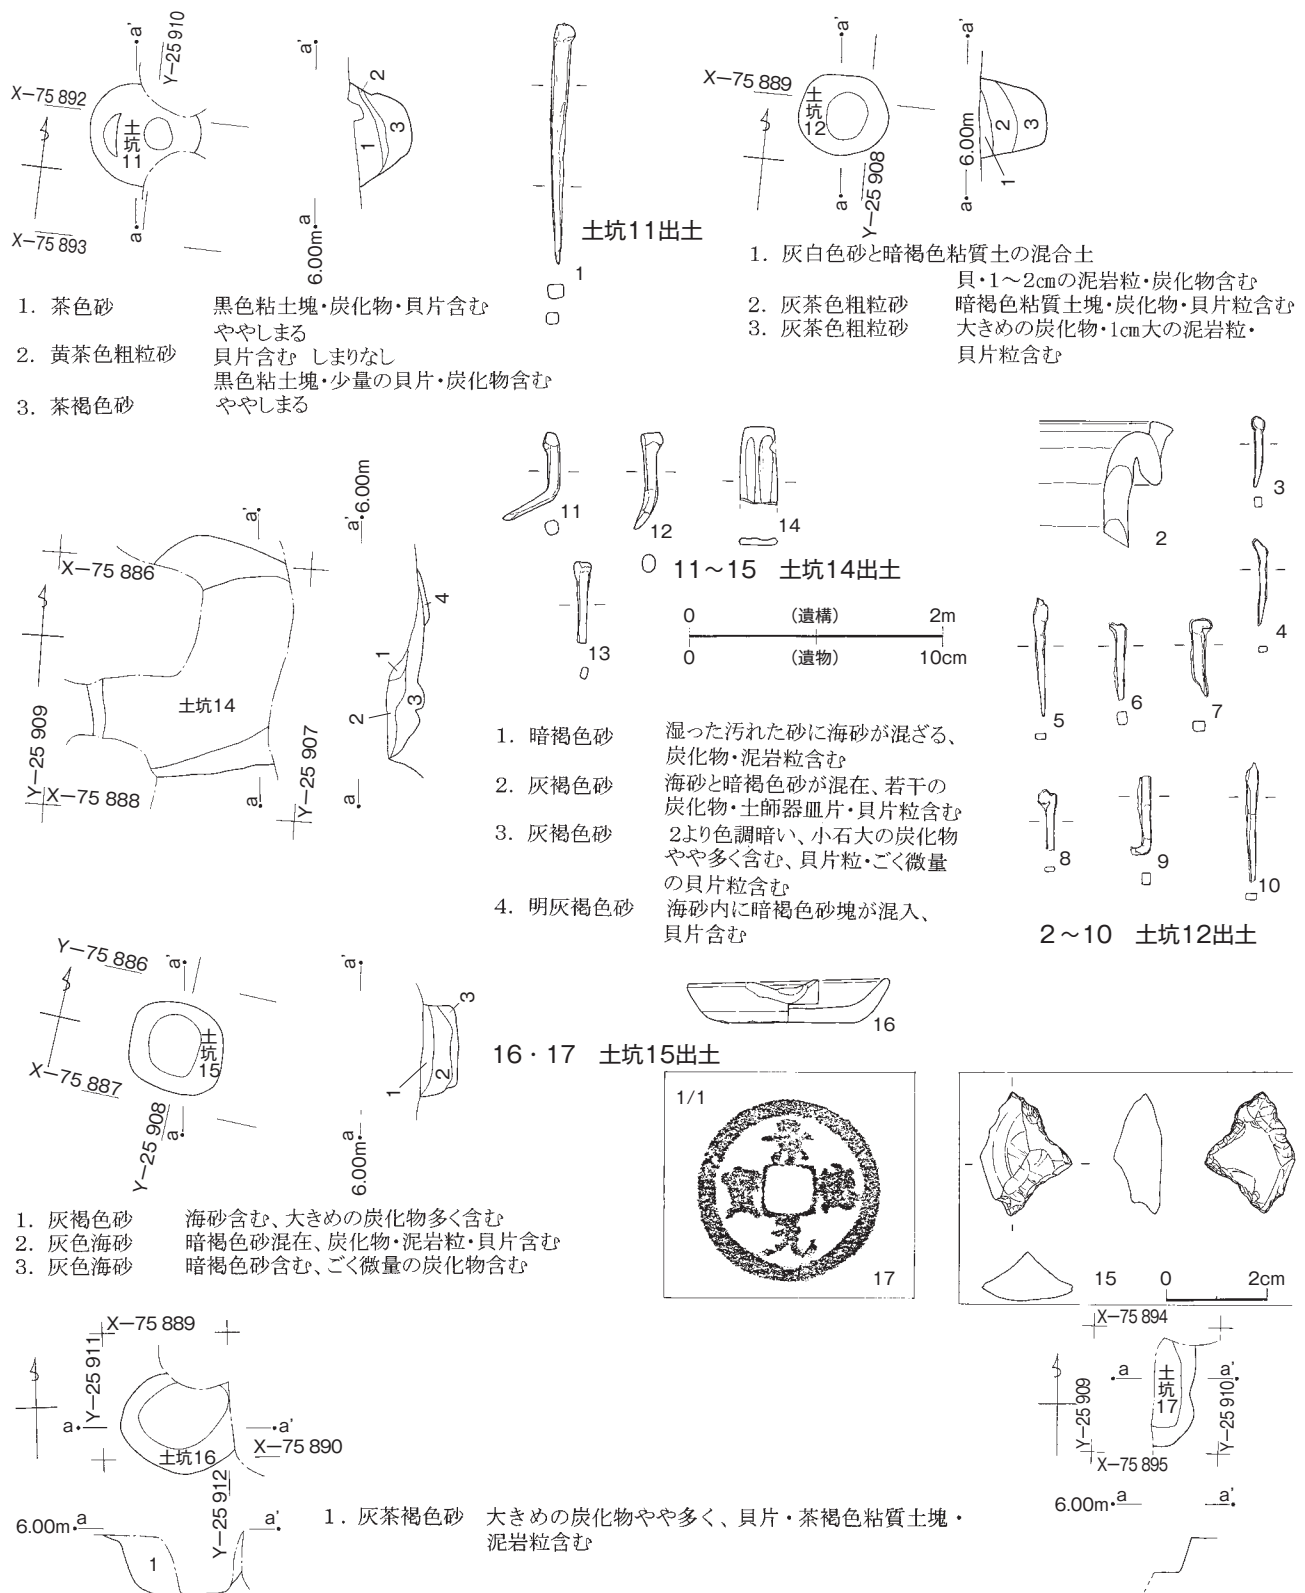 a'
Y−25 910
X−75 892
土坑11
X−75 893
a
a'
2
3
1
a
6.00m
1
土坑11出土
1. 茶色砂 黒色粘土塊・炭化物・貝片含む
ややしまる
2. 黄茶色粗粒砂 貝片含む しまりなし
黒色粘土塊・少量の貝片・炭化物含む
3. 茶褐色砂 ややしまる
a'
X−75 889
土坑12
a
Y−25 908
a'
6.00m
a
2
3
1
1. 灰白色砂と暗褐色粘質土の混合土
貝・1〜2㎝の泥岩粒・炭化物含む
2. 灰茶色粗粒砂 暗褐色粘質土塊・炭化物・貝片粒含む
3. 灰茶色粗粒砂 大きめの炭化物・1㎝大の泥岩粒・
貝片粒含む
a'
X−75 886
土坑14
Y−25 909
X−75 888
a
Y−25 907
a'
6.00m
4
1
2
3
a
11
12
14
13
11〜15 土坑14出土
0 (遺構) 2m
0 (遺物) 10cm
1. 暗褐色砂 湿った汚れた砂に海砂が混ざる、
炭化物・泥岩粒含む
2. 灰褐色砂 海砂と暗褐色砂が混在、若干の
炭化物・土師器皿片・貝片粒含む
3. 灰褐色砂 2より色調暗い、小石大の炭化物
やや多く含む、貝片粒・ごく微量
の貝片粒含む
4. 明灰褐色砂 海砂内に暗褐色砂塊が混入、
貝片含む
2
3
4
5
6
7
8
9
10
2〜10 土坑12出土
Y−75 886
a'
土坑15
X−75 887
Y−25 908
a
a'
3
1
2
a
6.00m
16
16・17 土坑15出土
1/1
景
徳
元
寶
17
15
0 2cm
1. 灰褐色砂 海砂含む、大きめの炭化物多く含む
2. 灰色海砂 暗褐色砂混在、炭化物・泥岩粒・貝片含む
3. 灰色海砂 暗褐色砂含む、ごく微量の炭化物含む
X−75 889
Y−25 911
a
a'
土坑16
X−75 890
Y−25 912
6.00m a
a'
1
1. 灰茶褐色砂 大きめの炭化物やや多く、貝片・茶褐色粘質土塊・
泥岩粒含む
X−75 894
a
土坑17
a'
Y−25 909
Y−25 910
X−75 895
6.00m a
a'